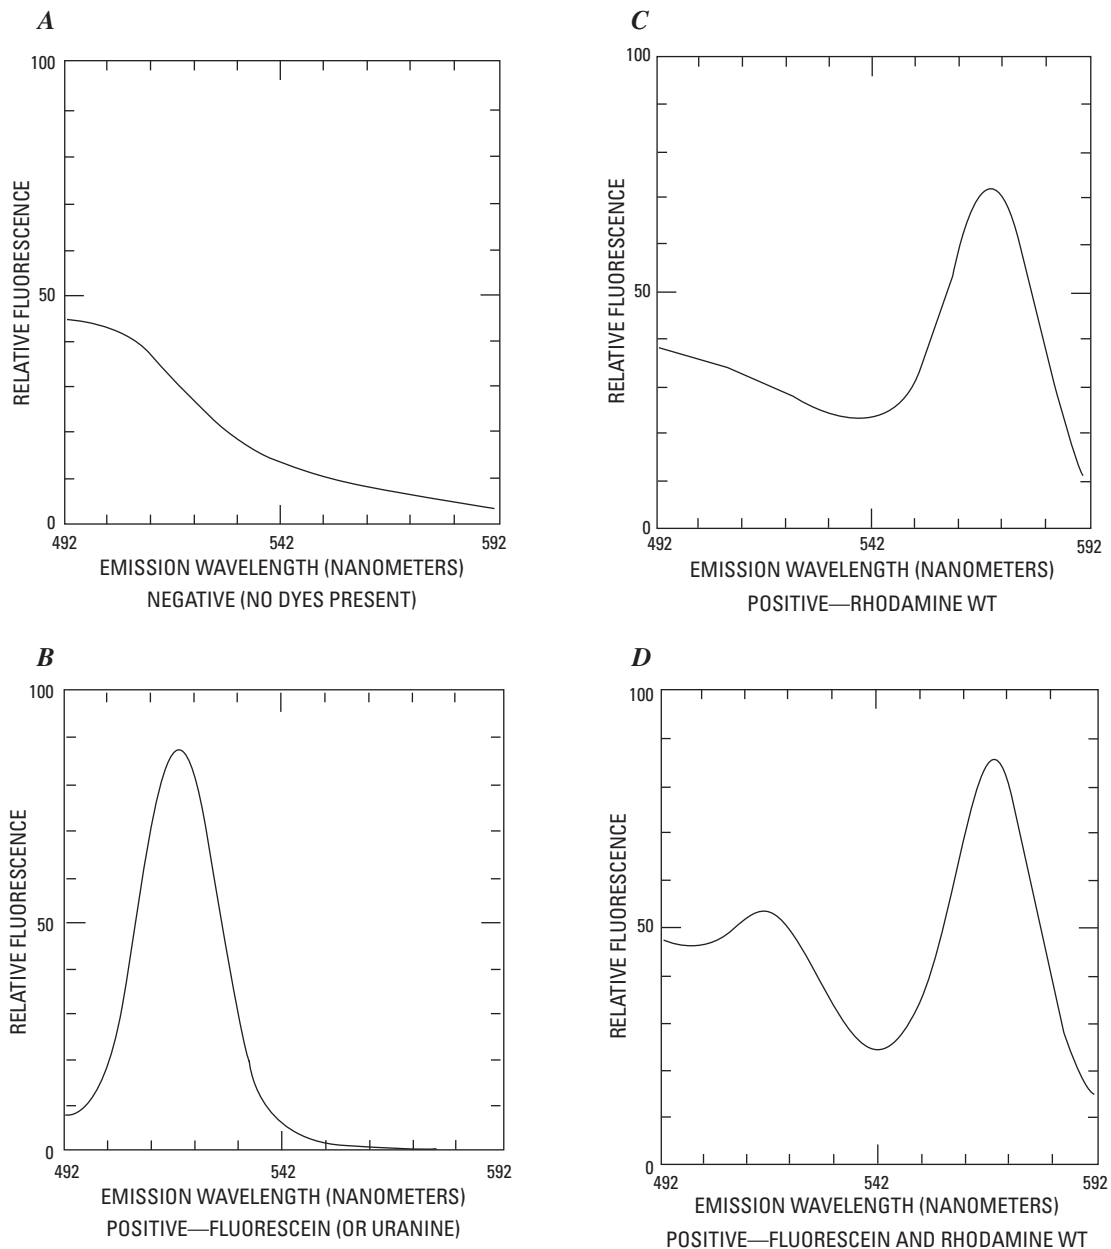 A
100
50
0
RELATIVE FLUORESCENCE
492
542
592
EMISSION WAVELENGTH (NANOMETERS)
NEGATIVE (NO DYES PRESENT)
B
100
50
0
RELATIVE FLUORESCENCE
492
542
592
EMISSION WAVELENGTH (NANOMETERS)
POSITIVE—FLUORESCEIN (OR URANINE)
C
100
50
0
RELATIVE FLUORESCENCE
492
542
592
EMISSION WAVELENGTH (NANOMETERS)
POSITIVE—RHODAMINE WT
D
100
50
0
RELATIVE FLUORESCENCE
492
542
592
EMISSION WAVELENGTH (NANOMETERS)
POSITIVE—FLUORESCEIN AND RHODAMINE WT